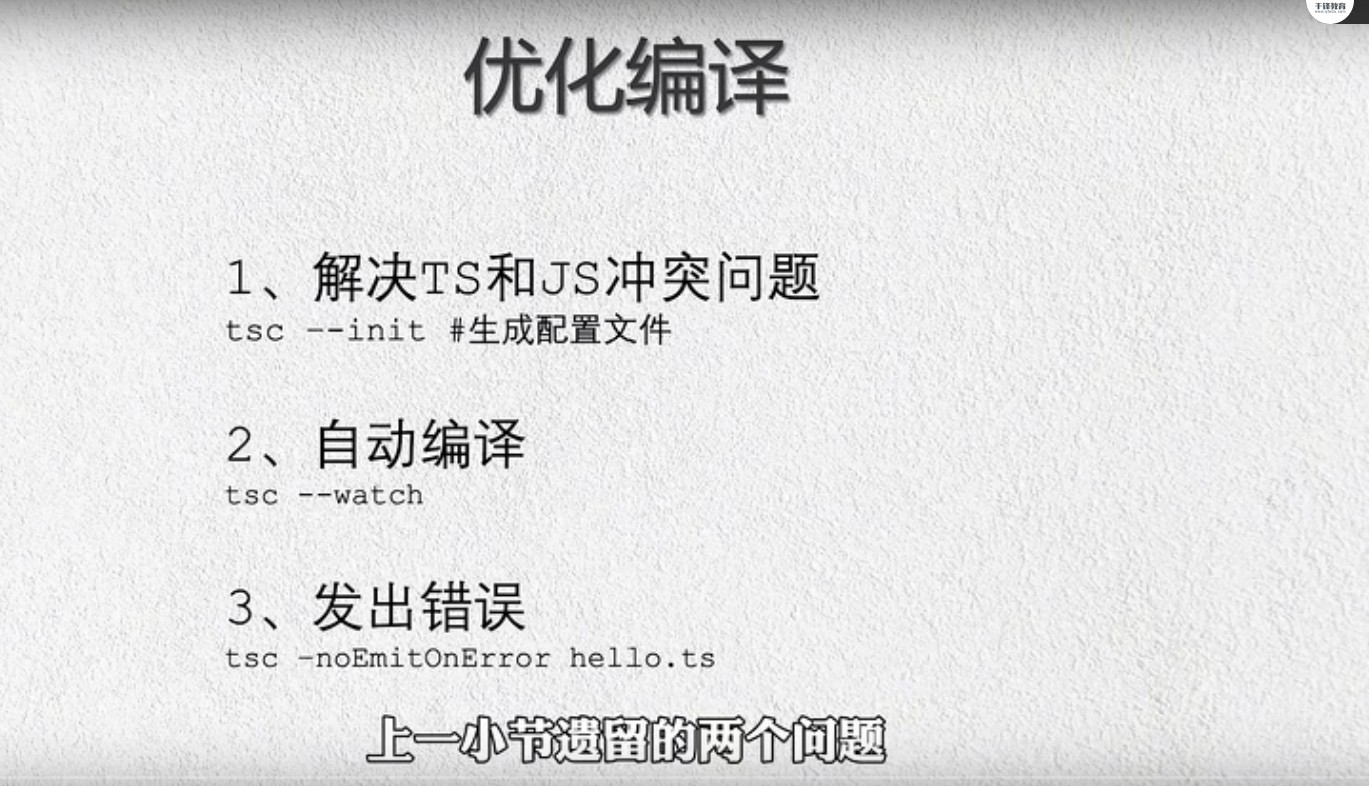 千锋教育
优化编译
1、解决TS和JS冲突问题
tsc --init #生成配置文件
2、自动编译
tsc --watch
3、发出错误
tsc -noEmitOnError hello.ts
上一小节遗留的两个问题